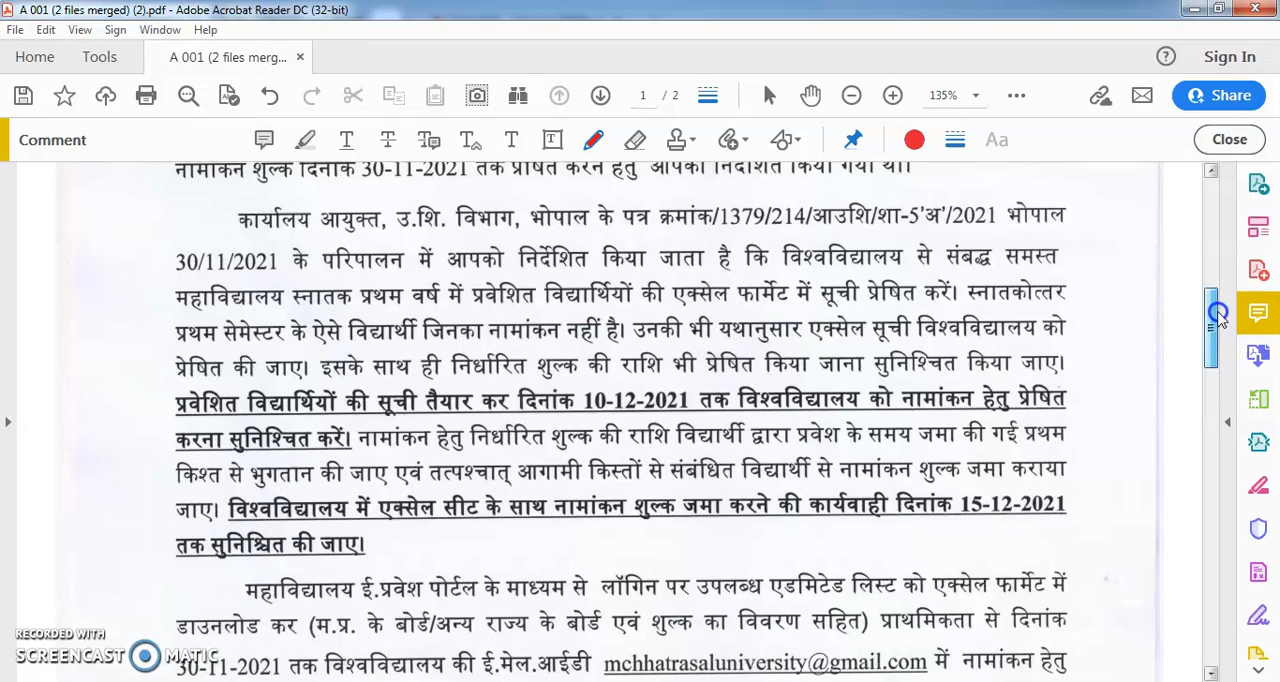 A 001 (2 files merged) (2).pdf - Adobe Acrobat Reader DC (32-bit)
File Edit View Sign Window Help
Home Tools A 001 (2 files merg... × Sign In
1 / 2 135% Share
Comment Close
नामांकन शुल्क दिनांक 30-11-2021 तक प्रेषित करने हेतु आपको निर्देशित किया गया था।
कार्यालय आयुक्त, उ.शि. विभाग, भोपाल के पत्र क्रमांक/1379/214/आउशि/शा-5'अ'/2021 भोपाल
30/11/2021 के परिपालन में आपको निर्देशित किया जाता है कि विश्वविद्यालय से संबद्ध समस्त
महाविद्यालय स्नातक प्रथम वर्ष में प्रवेशित विद्यार्थियों की एक्सेल फार्मेट में सूची प्रेषित करें। स्नातकोत्तर
प्रथम सेमेस्टर के ऐसे विद्यार्थी जिनका नामांकन नहीं है। उनकी भी यथानुसार एक्सेल सूची विश्वविद्यालय को
प्रेषित की जाए। इसके साथ ही निर्धारित शुल्क की राशि भी प्रेषित किया जाना सुनिश्चित किया जाए।
प्रवेशित विद्यार्थियों की सूची तैयार कर दिनांक 10-12-2021 तक विश्वविद्यालय को नामांकन हेतु प्रेषित
करना सुनिश्चित करें। नामांकन हेतु निर्धारित शुल्क की राशि विद्यार्थी द्वारा प्रवेश के समय जमा की गई प्रथम
किश्त से भुगतान की जाए एवं तत्पश्चात् आगामी किस्तों से संबंधित विद्यार्थी से नामांकन शुल्क जमा कराया
जाए। विश्वविद्यालय में एक्सेल सीट के साथ नामांकन शुल्क जमा करने की कार्यवाही दिनांक 15-12-2021
तक सुनिश्चित की जाए।
महाविद्यालय ई.प्रवेश पोर्टल के माध्यम से लॉगिन पर उपलब्ध एडमिटेड लिस्ट को एक्सेल फार्मेट में
डाउनलोड कर (म.प्र. के बोर्ड/अन्य राज्य के बोर्ड एवं शुल्क का विवरण सहित) प्राथमिकता से दिनांक
30-11-2021 तक विश्वविद्यालय की ई.मेल.आईडी mchhatrasaluniversity@gmail.com में नामांकन हेतु
RECORDED WITH
SCREENCAST MATIC